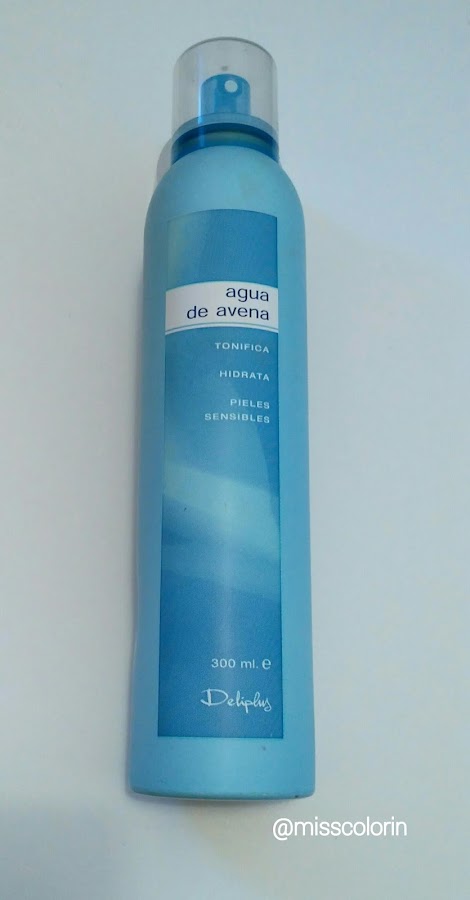 agua
de avena
TONIFICA
HIDRATA
PIELES
SENSIBLES
300 ml. e
Deliplus
@misscolorin